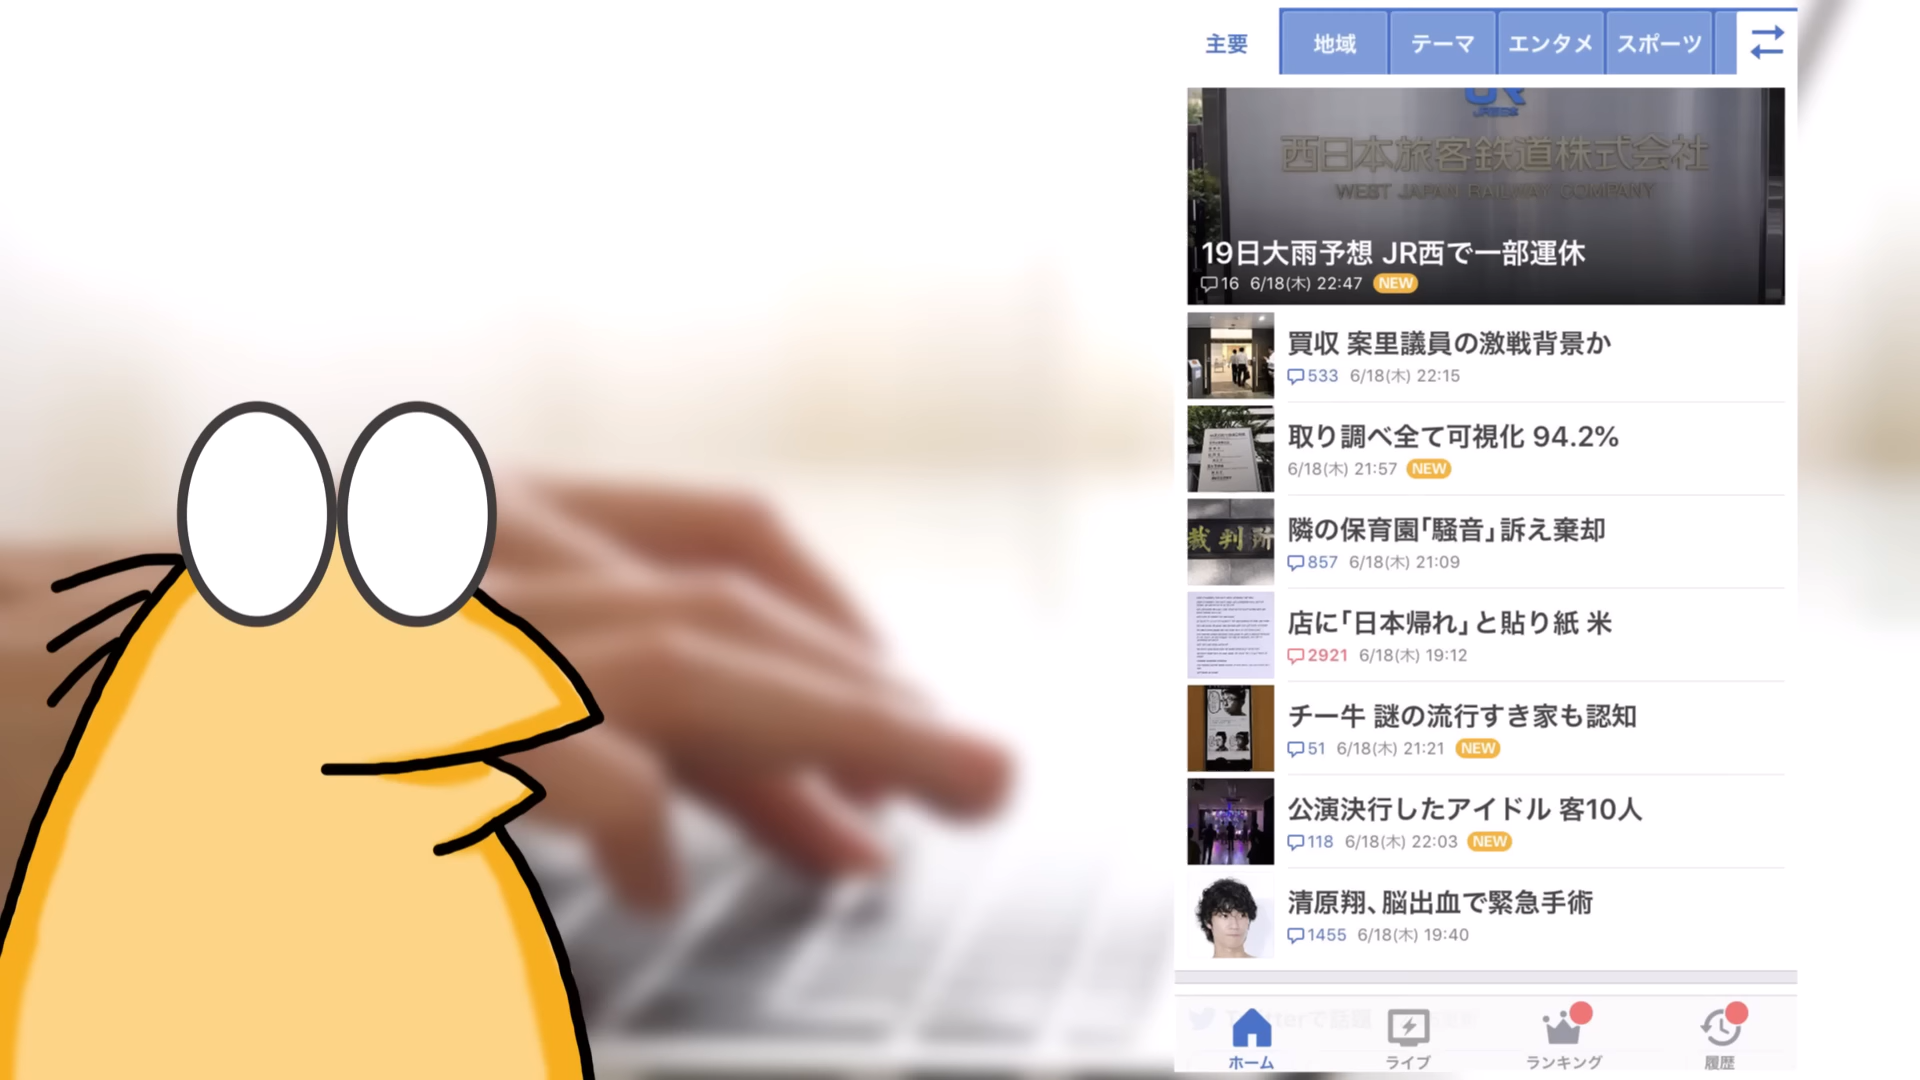 主要
地域
テーマ
エンタメ
スポーツ
西日本旅客鉄道株式会社
WEST JAPAN RAILWAY COMPANY
19日大雨予想 JR西で一部運休
16 6/18(木) 22:47 NEW
買収 案里議員の激戦背景か
533 6/18(木) 22:15
取り調べ全て可視化 94.2%
6/18(木) 21:57 NEW
裁判所
隣の保育園「騒音」訴え棄却
857 6/18(木) 21:09
店に「日本帰れ」と貼り紙 米
2921 6/18(木) 19:12
チー牛 謎の流行すき家も認知
51 6/18(木) 21:21 NEW
公演決行したアイドル 客10人
118 6/18(木) 22:03 NEW
清原翔、脳出血で緊急手術
1455 6/18(木) 19:40
Twitterで話題
ホーム
ライブ
ランキング
履歴